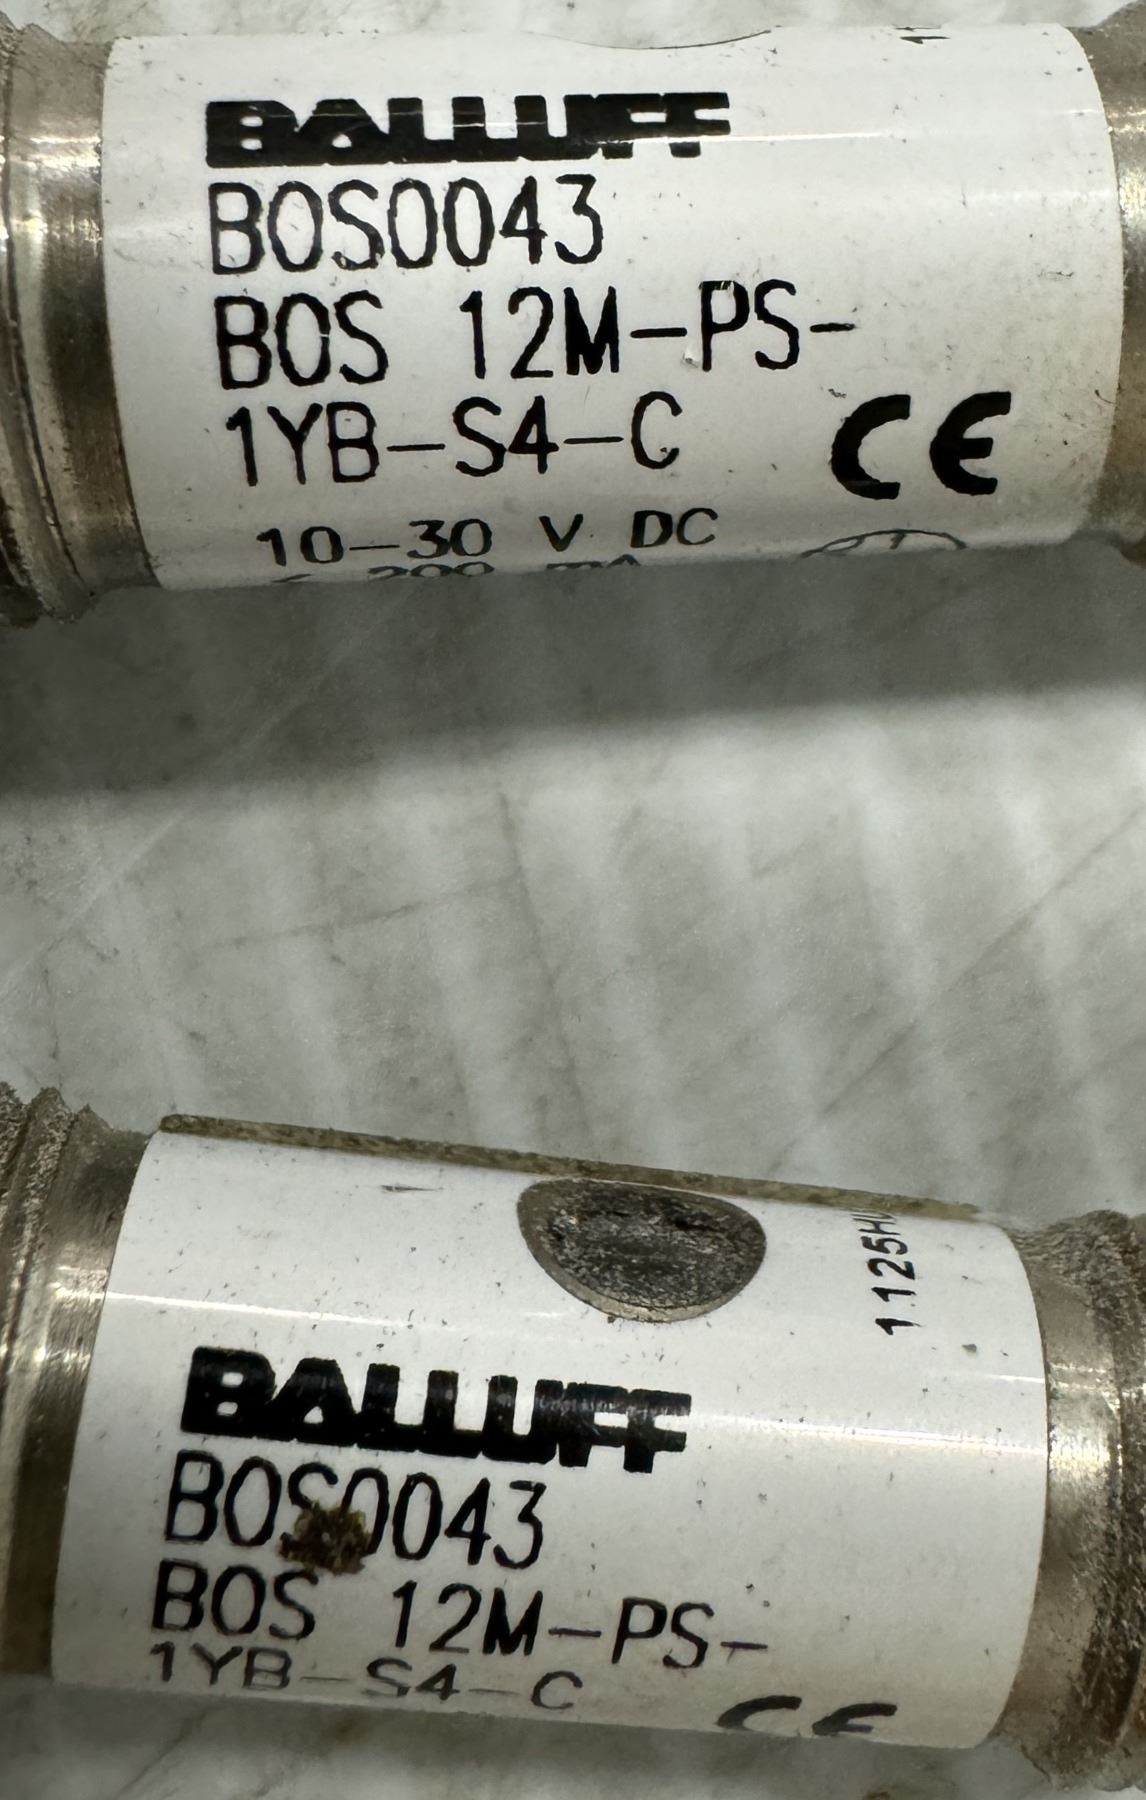 BALLUFF
BOS0043
BOS 12M-PS-
1YB-S4-C
CE
10-30 V DC
1125HU
BALLUFF
BOS0043
BOS 12M-PS-
1YB-S4-C
CE